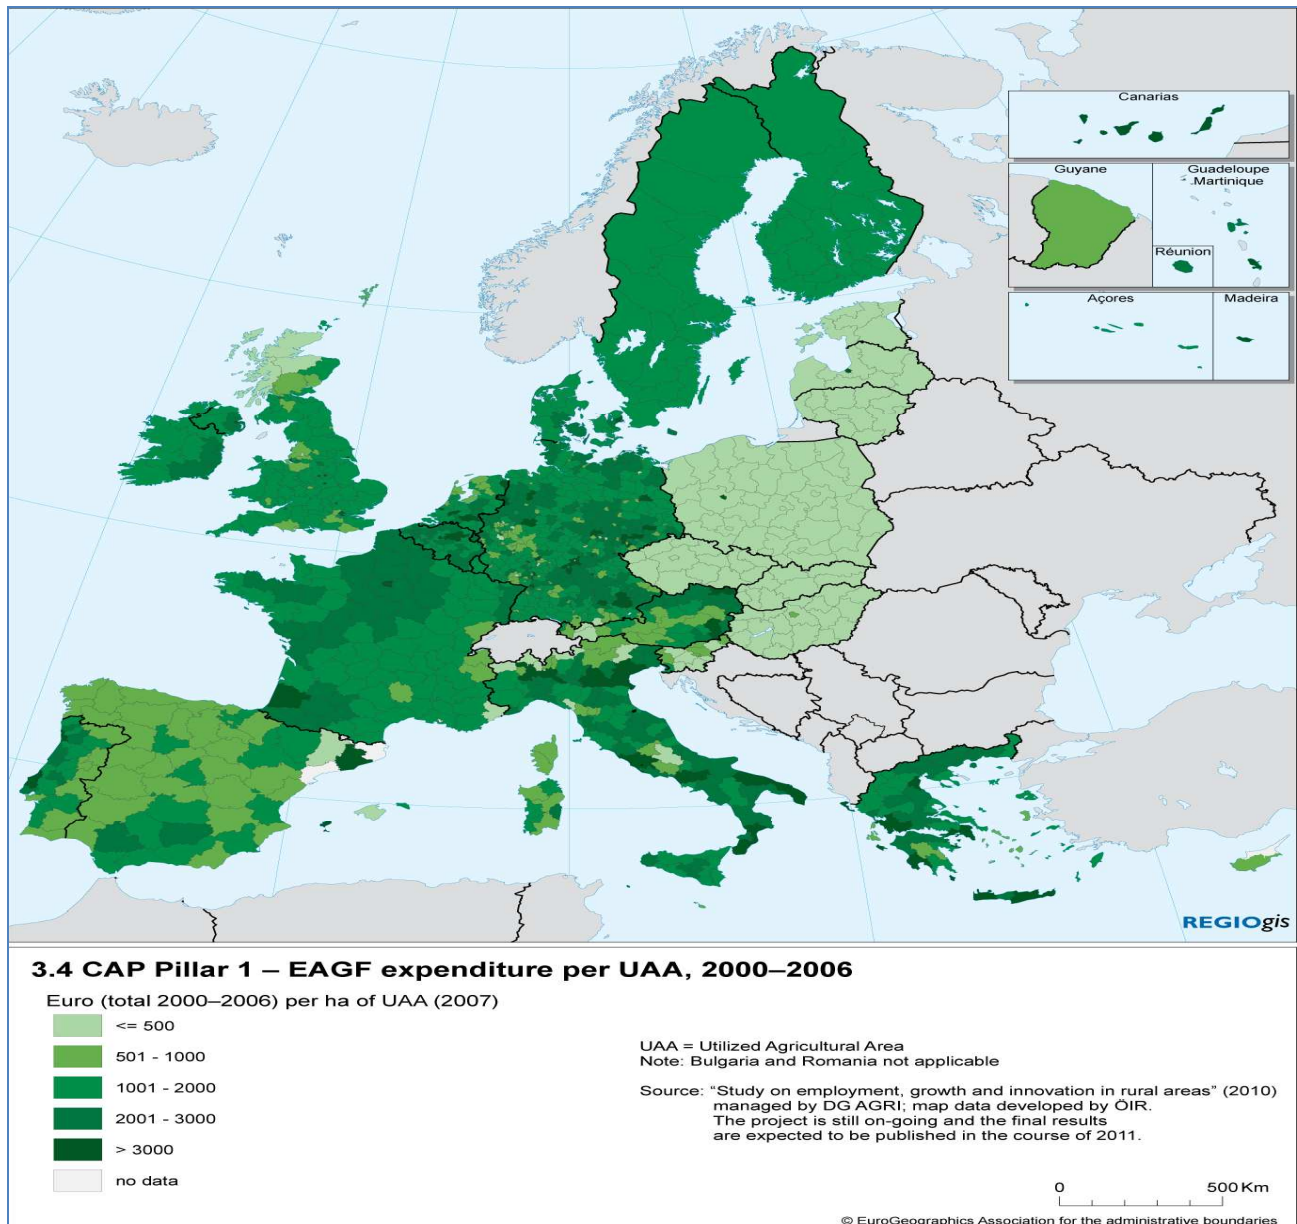 Canarias
Guyane
Guadeloupe
Martinique
Réunion
Açores
Madeira
REGIOgis
3.4 CAP Pillar 1 – EAGF expenditure per UAA, 2000–2006
Euro (total 2000–2006) per ha of UAA (2007)
<= 500
501 - 1000
1001 - 2000
2001 - 3000
> 3000
no data
UAA = Utilized Agricultural Area
Note: Bulgaria and Romania not applicable
Source: “Study on employment, growth and innovation in rural areas” (2010)
managed by DG AGRI; map data developed by ÖIR.
The project is still on-going and the final results
are expected to be published in the course of 2011.
0 500 Km
© EuroGeographics Association for the administrative boundaries